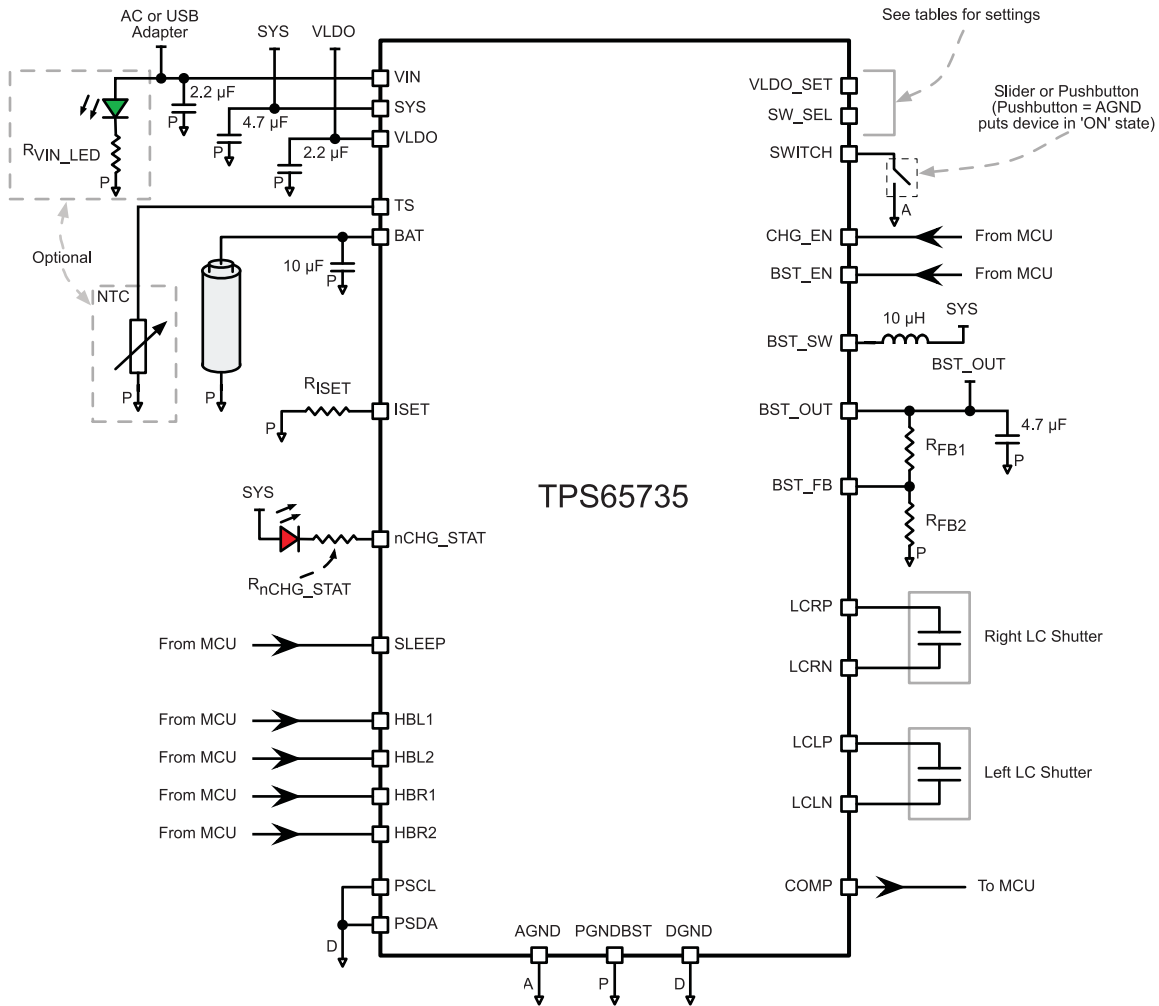 AC or USB
Adapter
SYS
VLDO
See tables for settings
VIN
2.2 µF
P
SYS
4.7 µF
P
VLDO
2.2 µF
P
RVIN_LED
P
VLDO_SET
SW_SEL
Slider or Pushbutton
(Pushbutton = AGND
puts device in 'ON' state)
SWITCH
A
TS
BAT
10 µF
P
Optional
NTC
P
P
CHG_EN
From MCU
BST_EN
From MCU
SYS
10 µH
BST_SW
BST_OUT
BST_OUT
4.7 µF
P
RFB1
BST_FB
RFB2
P
RISET
P
ISET
TPS65735
SYS
nCHG_STAT
RnCHG_STAT
LCRP
Right LC Shutter
LCRN
From MCU
SLEEP
From MCU
HBL1
From MCU
HBL2
From MCU
HBR1
From MCU
HBR2
LCLP
Left LC Shutter
LCLN
PSCL
PSDA
D
COMP
To MCU
AGND
PGNDBST
DGND
A
P
D